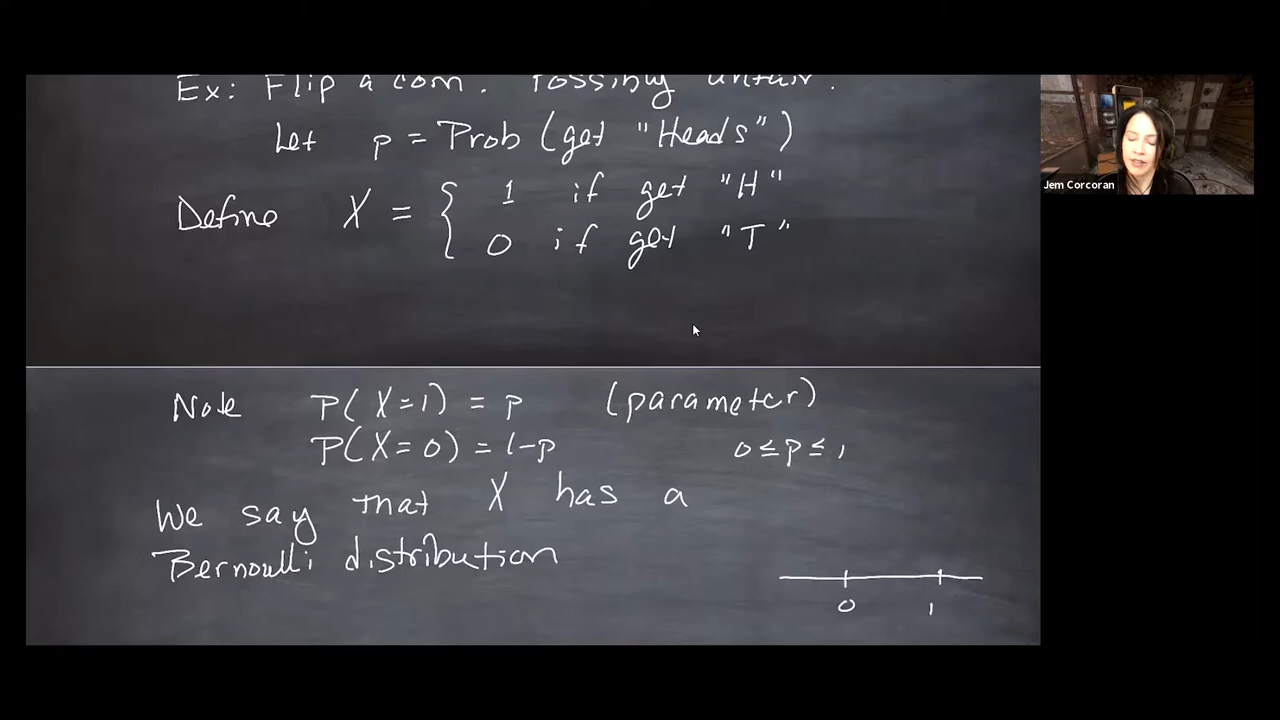 Ex: Flip a coin. Possibly unfair.
Let p = Prob (get "Heads")
Define X = { 1 if get "H"
0 if get "T"
Note P(X=1) = p (parameter)
P(X=0) = 1-p 0 ≤ p ≤ 1
We say that X has a
Bernoulli distribution
0 1
Jem Corcoran